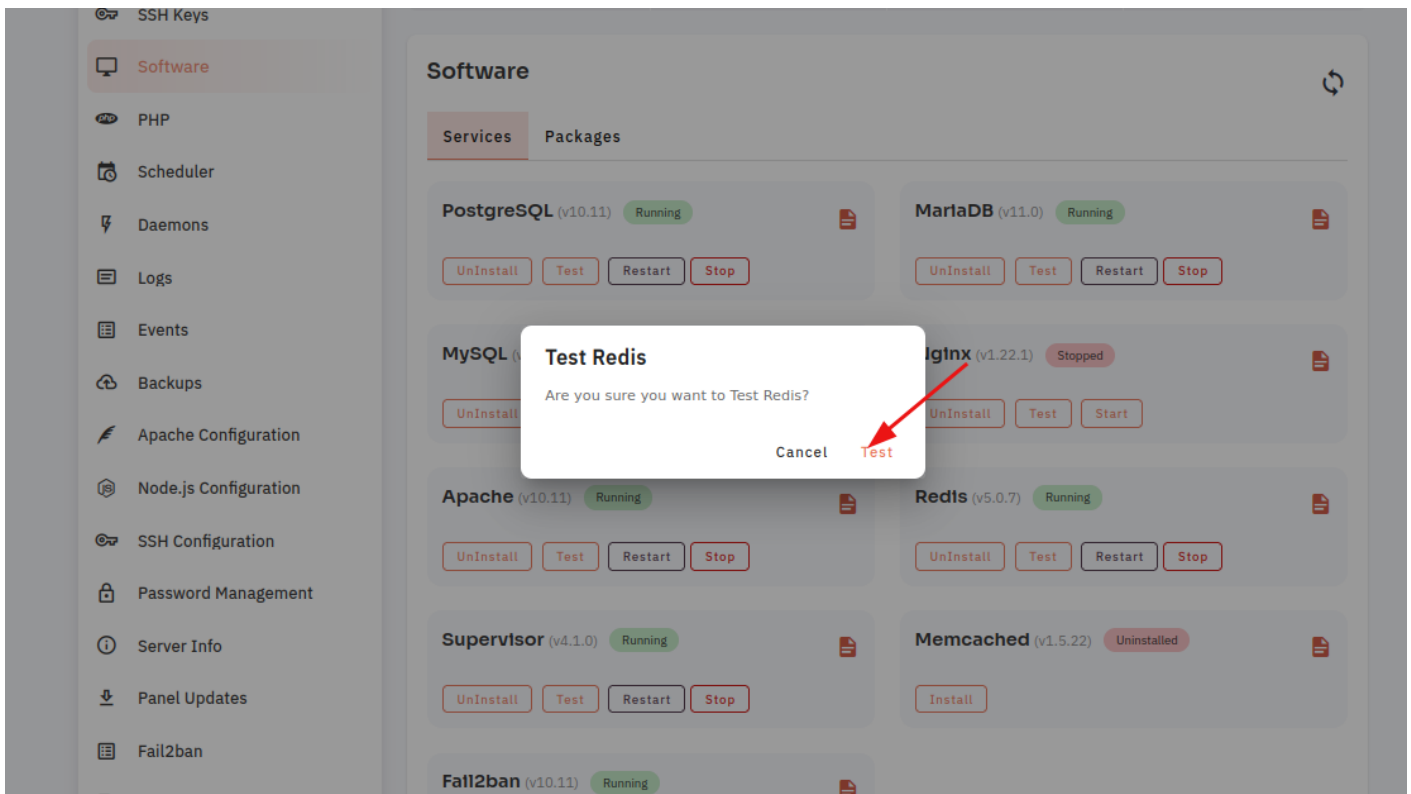 SSH Keys
Software
PHP
Scheduler
Daemons
Logs
Events
Backups
Apache Configuration
Node.js Configuration
SSH Configuration
Password Management
Server Info
Panel Updates
Fail2ban
Software
Services Packages
PostgreSQL (v10.11) Running
UnInstall Test Restart Stop
MariaDB (v11.0) Running
UnInstall Test Restart Stop
MySQL
UnInstall
Nginx (v1.22.1) Stopped
UnInstall Test Start
Test Redis
Are you sure you want to Test Redis?
Cancel Test
Apache (v10.11) Running
UnInstall Test Restart Stop
Redis (v5.0.7) Running
UnInstall Test Restart Stop
Supervisor (v4.1.0) Running
UnInstall Test Restart Stop
Memcached (v1.5.22) Uninstalled
Install
Fail2ban (v10.11) Running